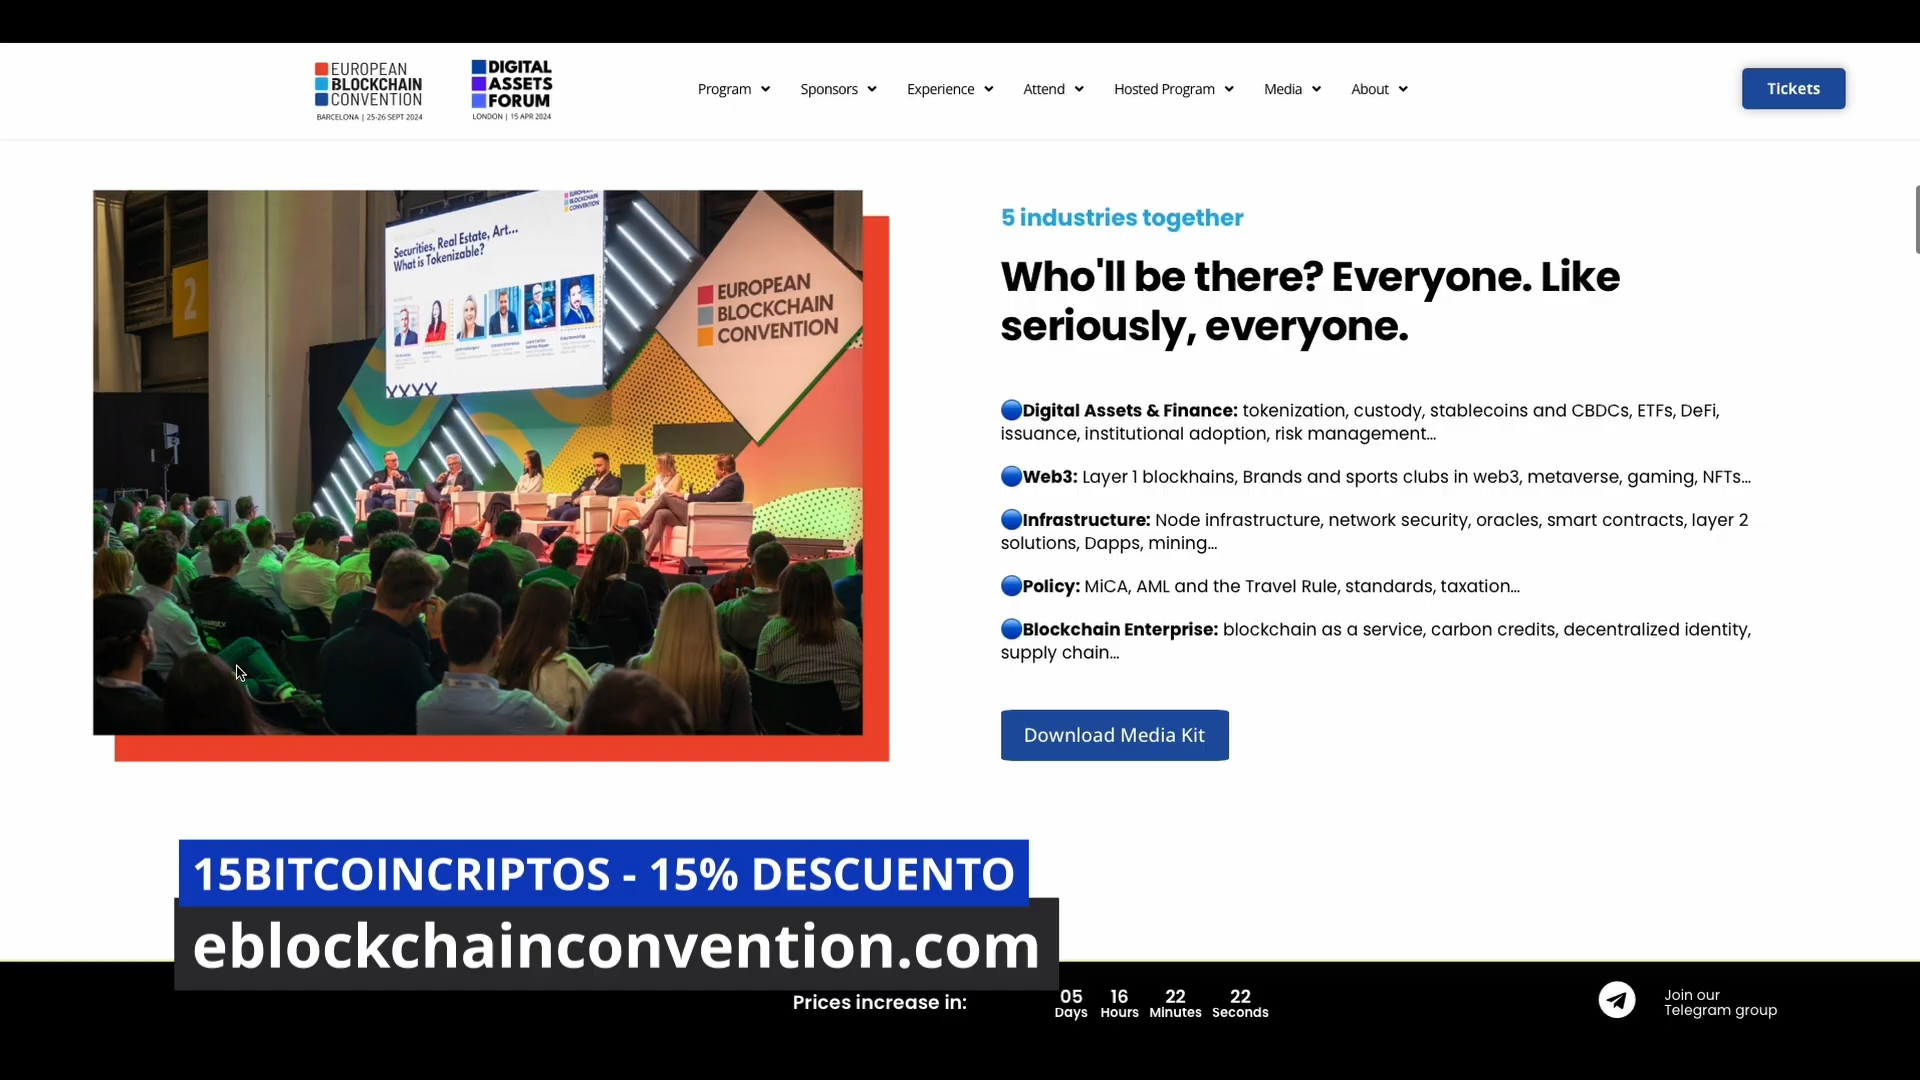 EUROPEAN
BLOCKCHAIN
CONVENTION
BARCELONA | 25-26 SEPT 2024
DIGITAL
ASSETS
FORUM
LONDON | 15 APR 2024
Program
Sponsors
Experience
Attend
Hosted Program
Media
About
Tickets
2
EUROPEAN
BLOCKCHAIN
CONVENTION
Securities, Real Estate, Art...
What is Tokenizable?
EUROPEAN
BLOCKCHAIN
CONVENTION
5 industries together
Who'll be there? Everyone. Like
seriously, everyone.
Digital Assets & Finance: tokenization, custody, stablecoins and CBDCs, ETFs, DeFi,
issuance, institutional adoption, risk management...
Web3: Layer 1 blockhains, Brands and sports clubs in web3, metaverse, gaming, NFTs...
Infrastructure: Node infrastructure, network security, oracles, smart contracts, layer 2
solutions, Dapps, mining...
Policy: MiCA, AML and the Travel Rule, standards, taxation...
Blockchain Enterprise: blockchain as a service, carbon credits, decentralized identity,
supply chain...
Download Media Kit
15BITCOINCRIPTOS - 15% DESCUENTO
eblockchainconvention.com
Prices increase in:
05 16 22 22
Days Hours Minutes Seconds
Join our
Telegram group